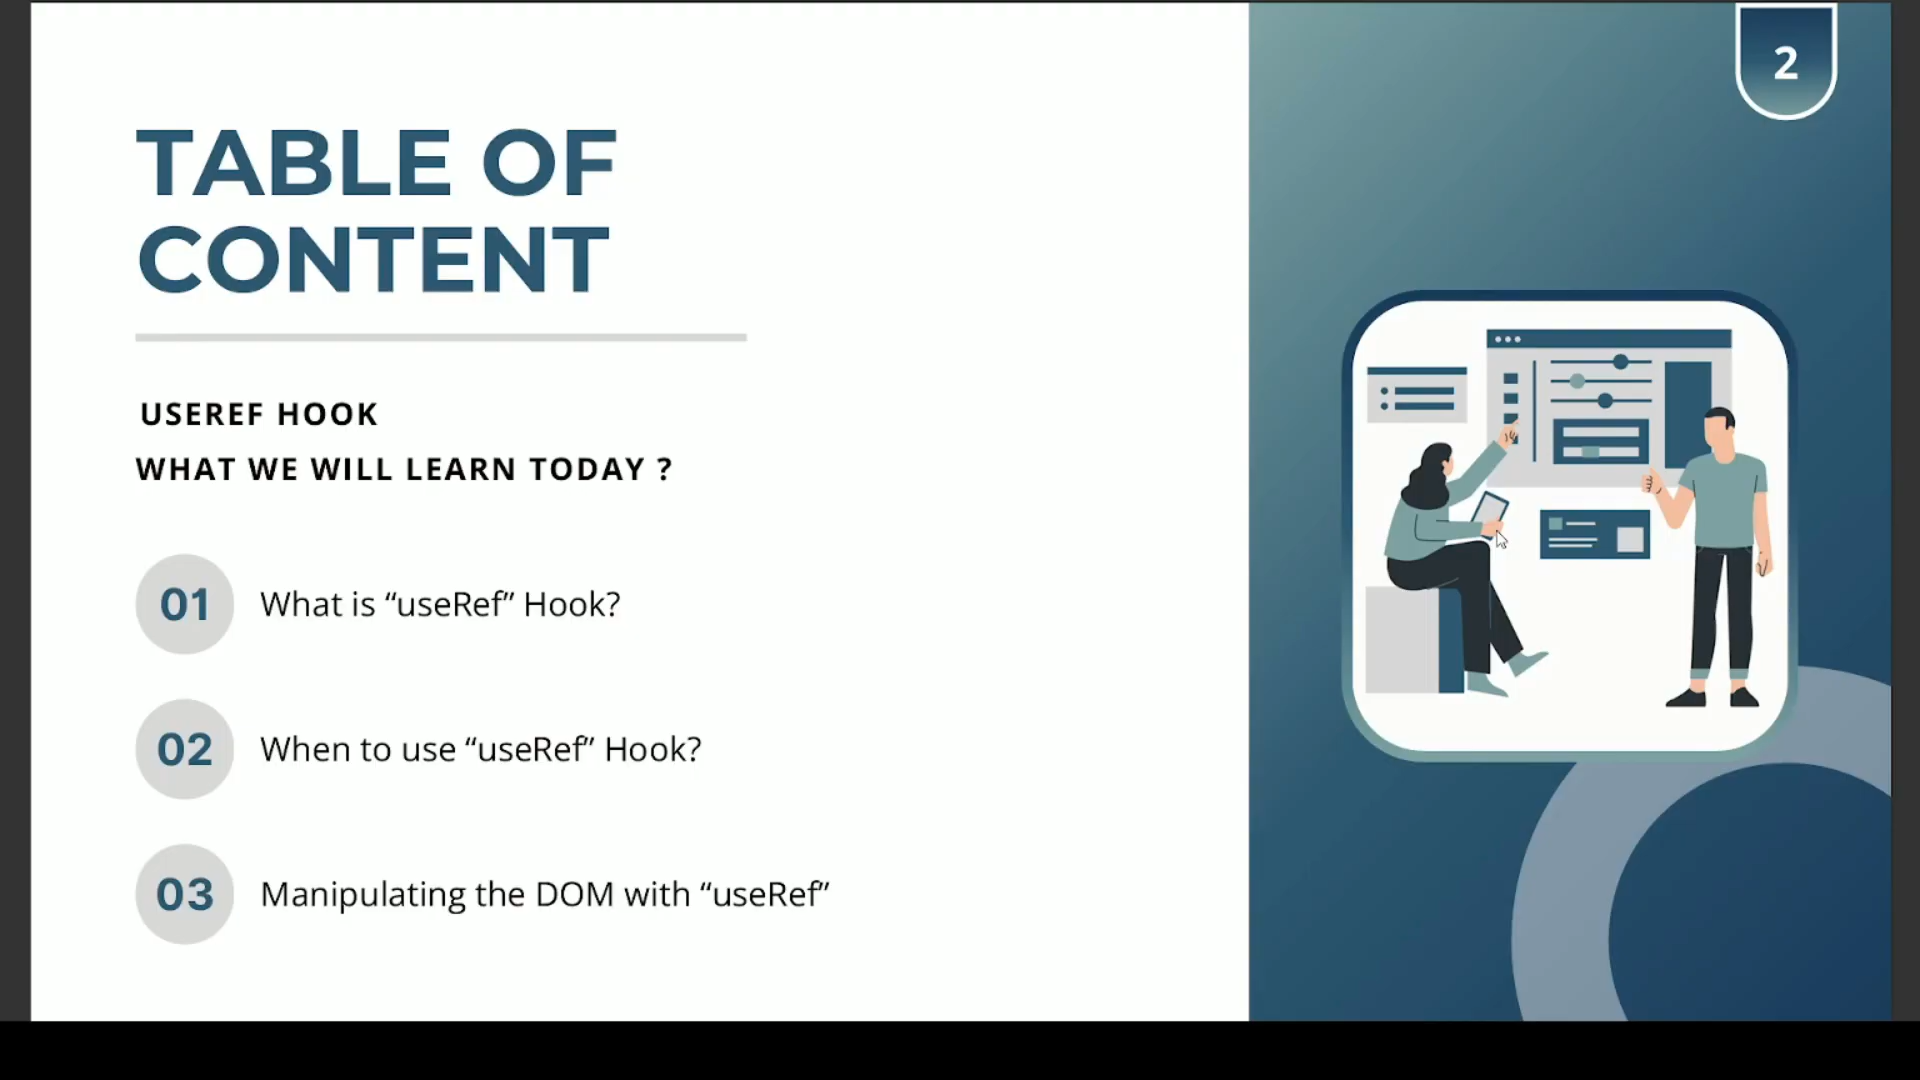 2
TABLE OF
CONTENT
USEREF HOOK
WHAT WE WILL LEARN TODAY ?
01 What is “useRef” Hook?
02 When to use “useRef” Hook?
03 Manipulating the DOM with “useRef”